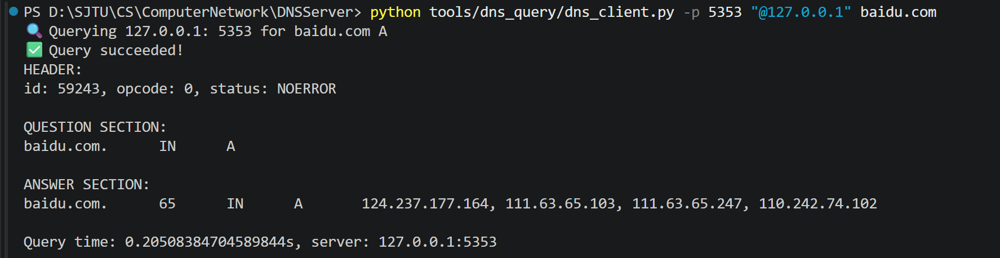 PS D:\SJTU\CS\ComputerNetwork\DNSServer> python tools/dns_query/dns_client.py -p 5353 "@127.0.0.1" baidu.com
🔍 Querying 127.0.0.1: 5353 for baidu.com A
✅ Query succeeded!
HEADER:
id: 59243, opcode: 0, status: NOERROR
QUESTION SECTION:
baidu.com. IN A
ANSWER SECTION:
baidu.com. 65 IN A 124.237.177.164, 111.63.65.103, 111.63.65.247, 110.242.74.102
Query time: 0.20508384704589844s, server: 127.0.0.1:5353